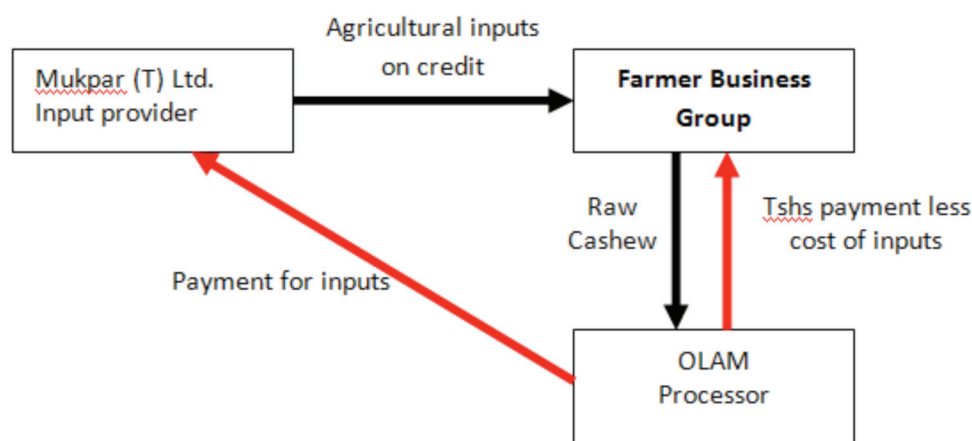 Agricultural inputs
on credit
Mukpar (T) Ltd.
Input provider
Farmer Business
Group
Raw
Cashew
Tshs payment less
cost of inputs
Payment for inputs
OLAM
Processor